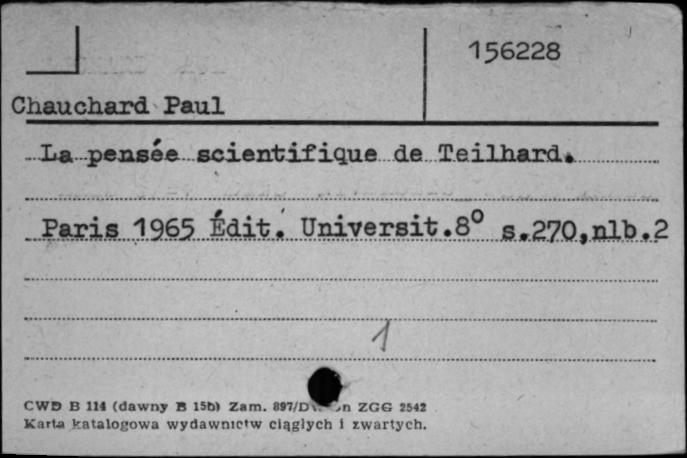 156228
Chauchard Paul
La pensée scientifique de Teilhard.
Paris 1965 Édit. Universit.8° s.270,nlb.2
1
CWD B 114 (dawny B 15b) Zam. 897/D ZGG 2542
Karta katalogowa wydawnictw ciągłych i zwartych.